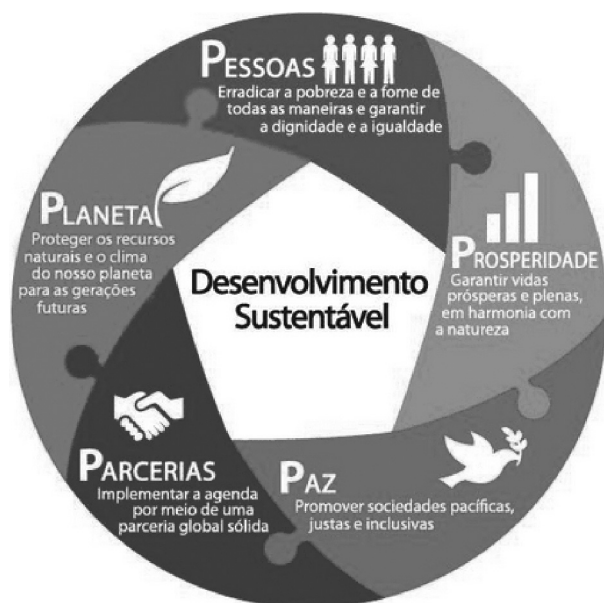 PESSOAS
Erradicar a pobreza e a fome de
todas as maneiras e garantir
a dignidade e a igualdade
PLANETA
Proteger os recursos
naturais e o clima
do nosso planeta
para as gerações
futuras
PROSPERIDADE
Garantir vidas
prósperas e plenas,
em harmonia com
a natureza
Desenvolvimento
Sustentável
PARCERIAS
Implementar a agenda
por meio de uma
parceria global sólida
PAZ
Promover sociedades pacíficas,
justas e inclusivas